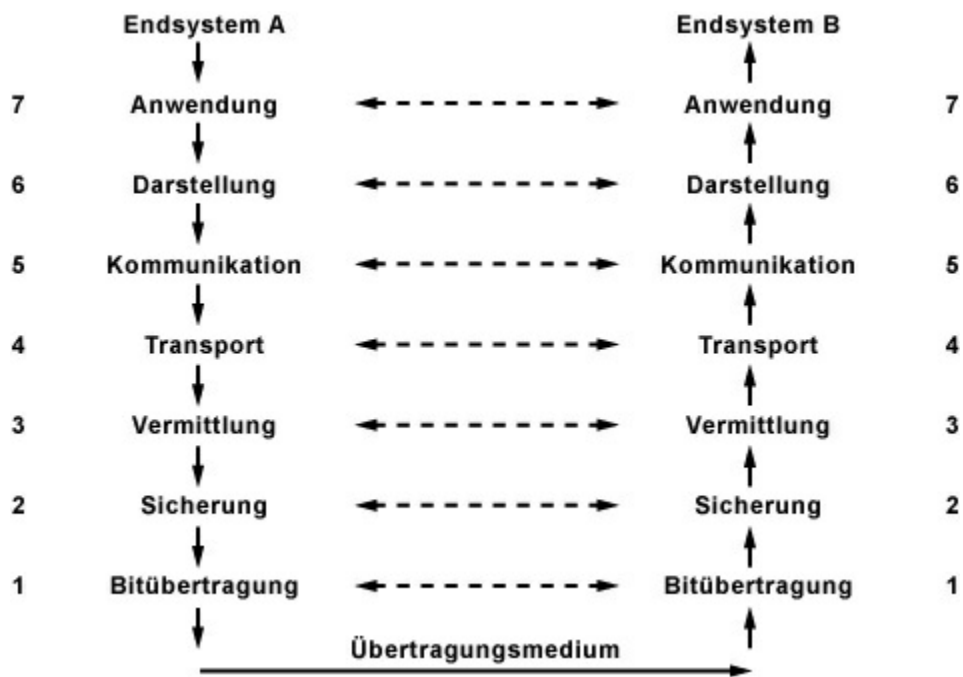 Endsystem A Endsystem B
7 Anwendung Anwendung 7
6 Darstellung Darstellung 6
5 Kommunikation Kommunikation 5
4 Transport Transport 4
3 Vermittlung Vermittlung 3
2 Sicherung Sicherung 2
1 Bitübertragung Bitübertragung 1
Übertragungsmedium